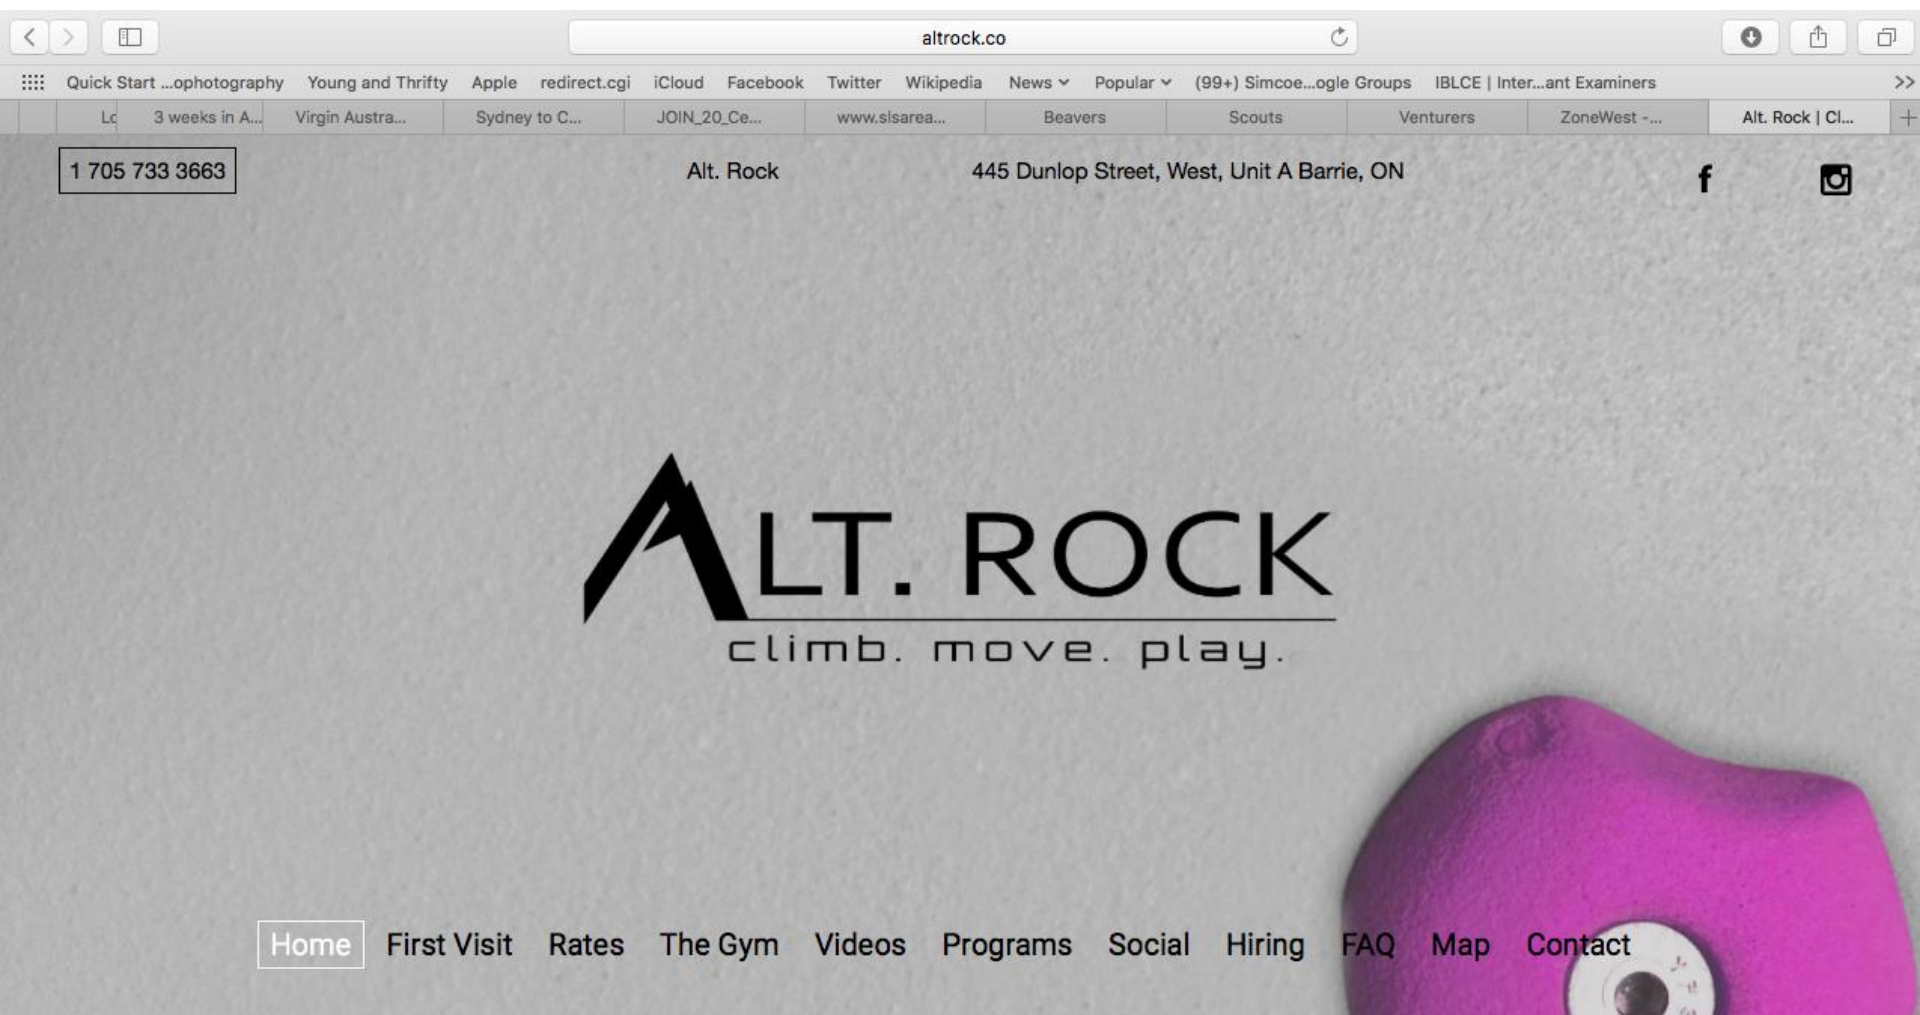 altrock.co
Quick Start ...ophotography Young and Thrifty Apple redirect.cgi iCloud Facebook Twitter Wikipedia News Popular (99+) Simcoe...ogle Groups IBLCE | Inter...ant Examiners >>
3 weeks in A... Virgin Austra... Sydney to C... JOIN_20_Ce... www.slsarea... Beavers Scouts Venturers ZoneWest -... Alt. Rock | Cl... +
1 705 733 3663 Alt. Rock 445 Dunlop Street, West, Unit A Barrie, ON
ALT. ROCK
climb. move. play.
Home First Visit Rates The Gym Videos Programs Social Hiring FAQ Map Contact